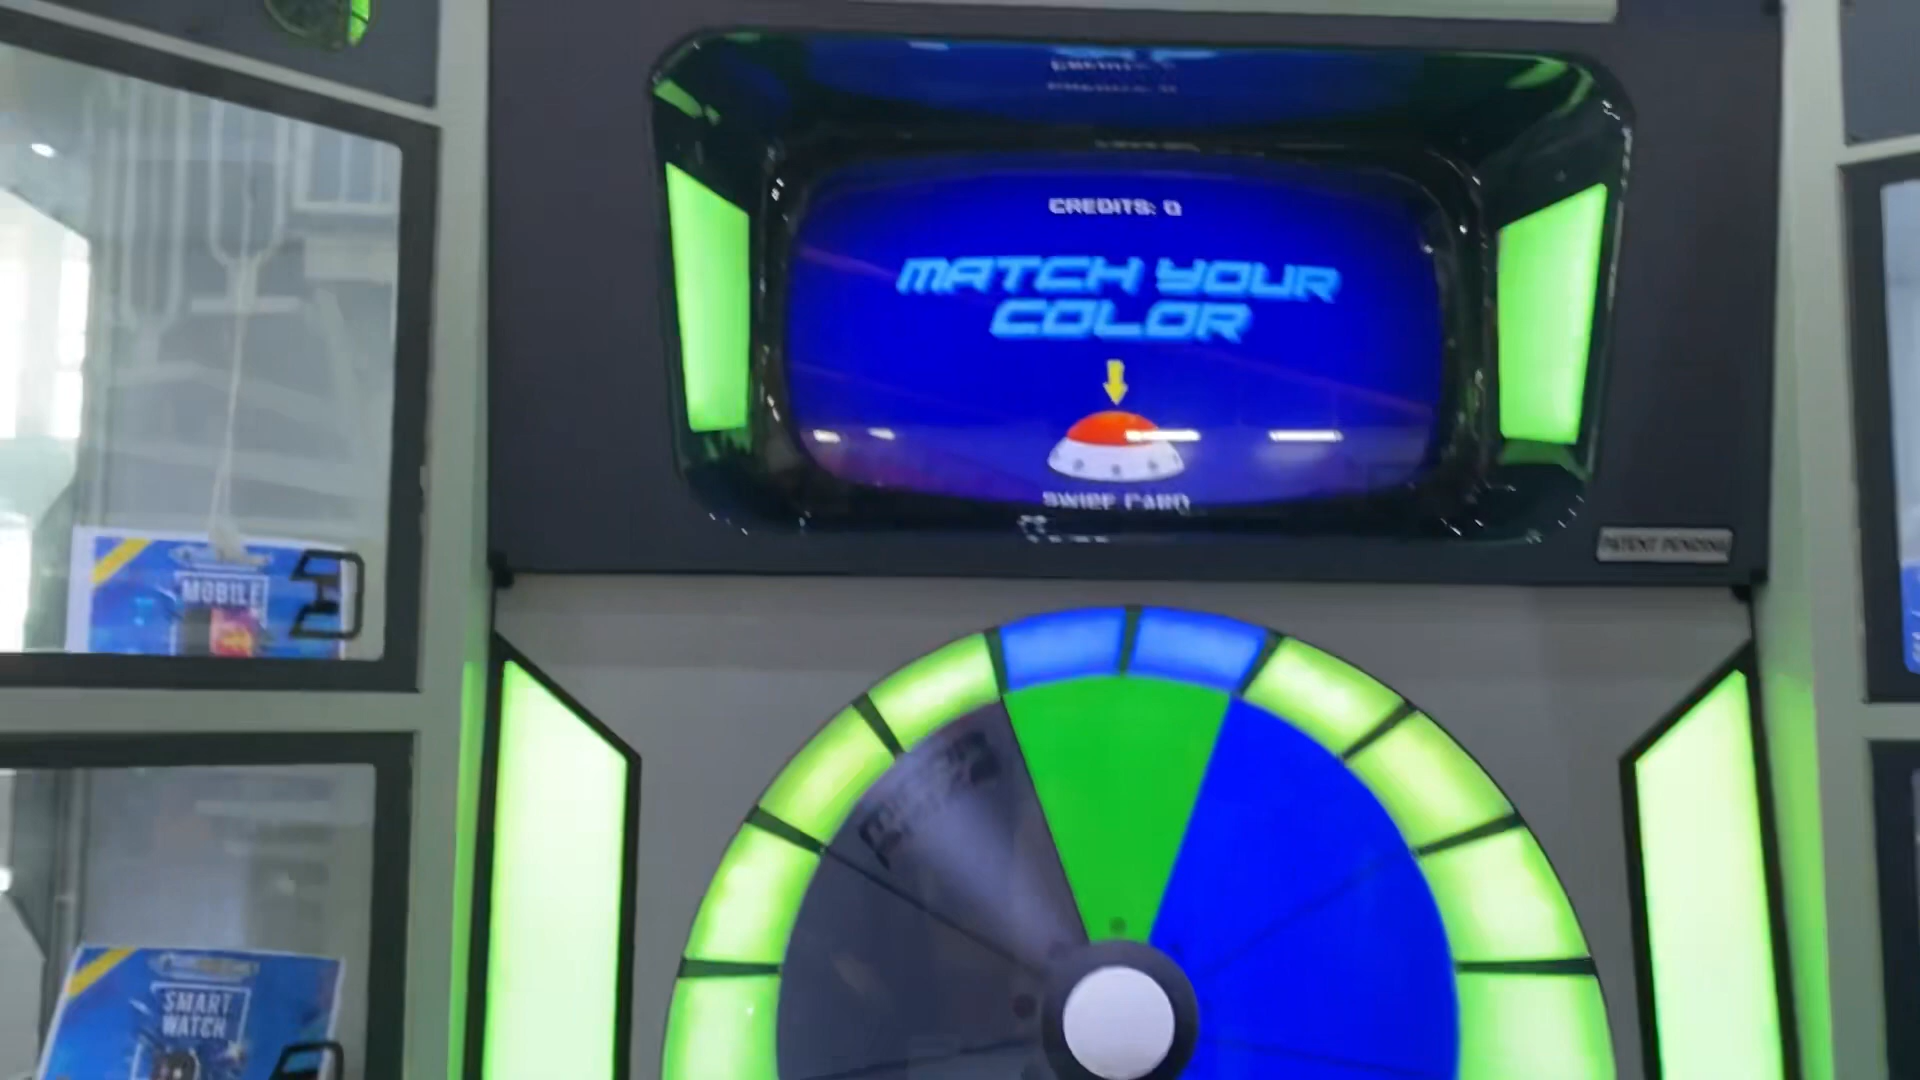 CREDITS: 0
MATCH YOUR
COLOR
SWIPE CARD
PATENT PENDING
MOBILE
SMART
WATCH